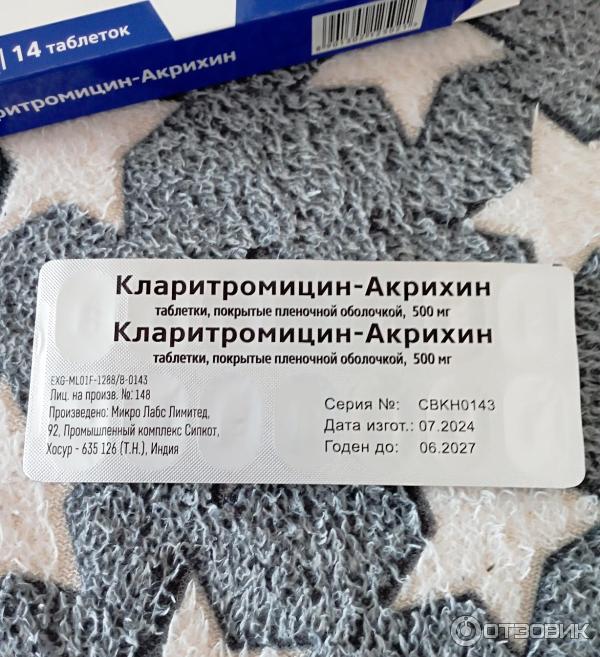 14 таблеток
ритромицин-Акрихин
Кларитромицин-Акрихин
таблетки, покрытые пленочной оболочкой, 500 мг
Кларитромицин-Акрихин
таблетки, покрытые пленочной оболочкой, 500 мг
EXG-ML01F-1288/B-0143
Лиц. на произв. №: 148
Произведено: Микро Лабс Лимитед,
92, Промышленный комплекс Сипкот,
Хосур - 635 126 (Т.Н.), Индия
Серия №: CBKH0143
Дата изгот.: 07.2024
Годен до: 06.2027
ОТЗОВИК